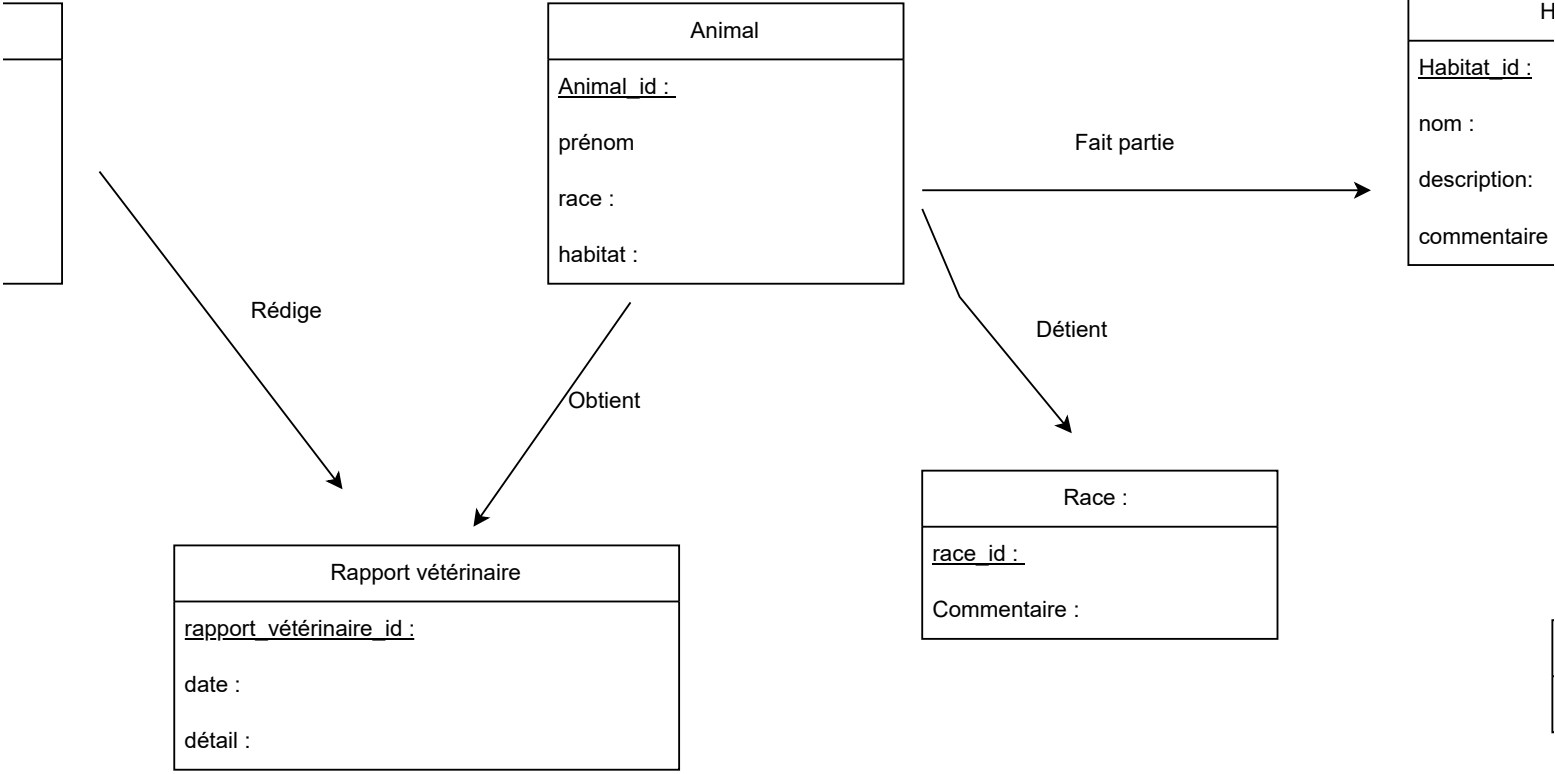 Animal
Animal_id :
prénom
race :
habitat :
Habitat_id :
nom :
description:
commentaire
Fait partie
Rédige
Obtient
Détient
Race :
race_id :
Commentaire :
Rapport vétérinaire
rapport_vétérinaire_id :
date :
détail :